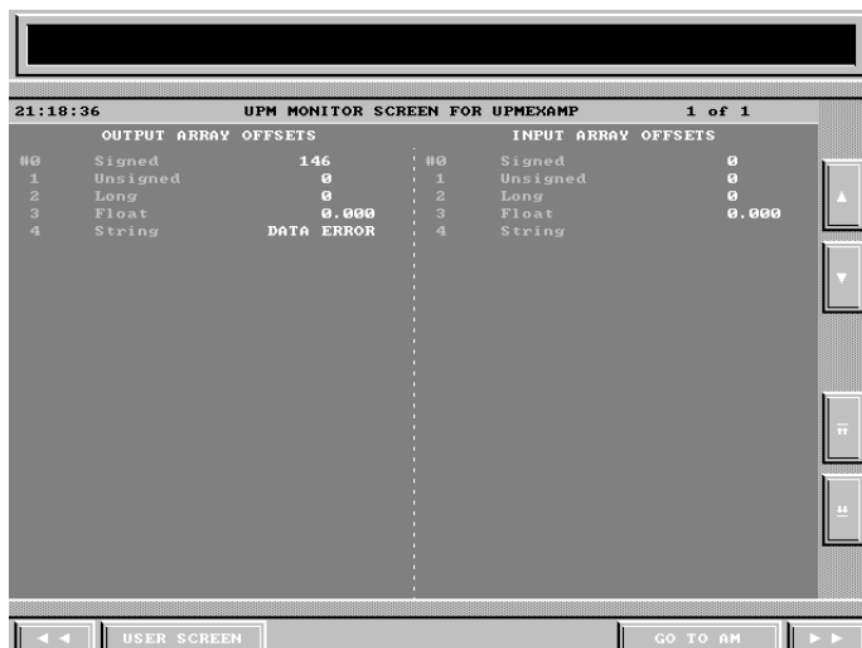 21:18:36 UPM MONITOR SCREEN FOR UPMEXAMP 1 of 1
OUTPUT ARRAY OFFSETS INPUT ARRAY OFFSETS
#0 Signed 146 #0 Signed 0
1 Unsigned 0 1 Unsigned 0
2 Long 0 2 Long 0
3 Float 0.000 3 Float 0.000
4 String DATA ERROR 4 String
USER SCREEN GO TO AM